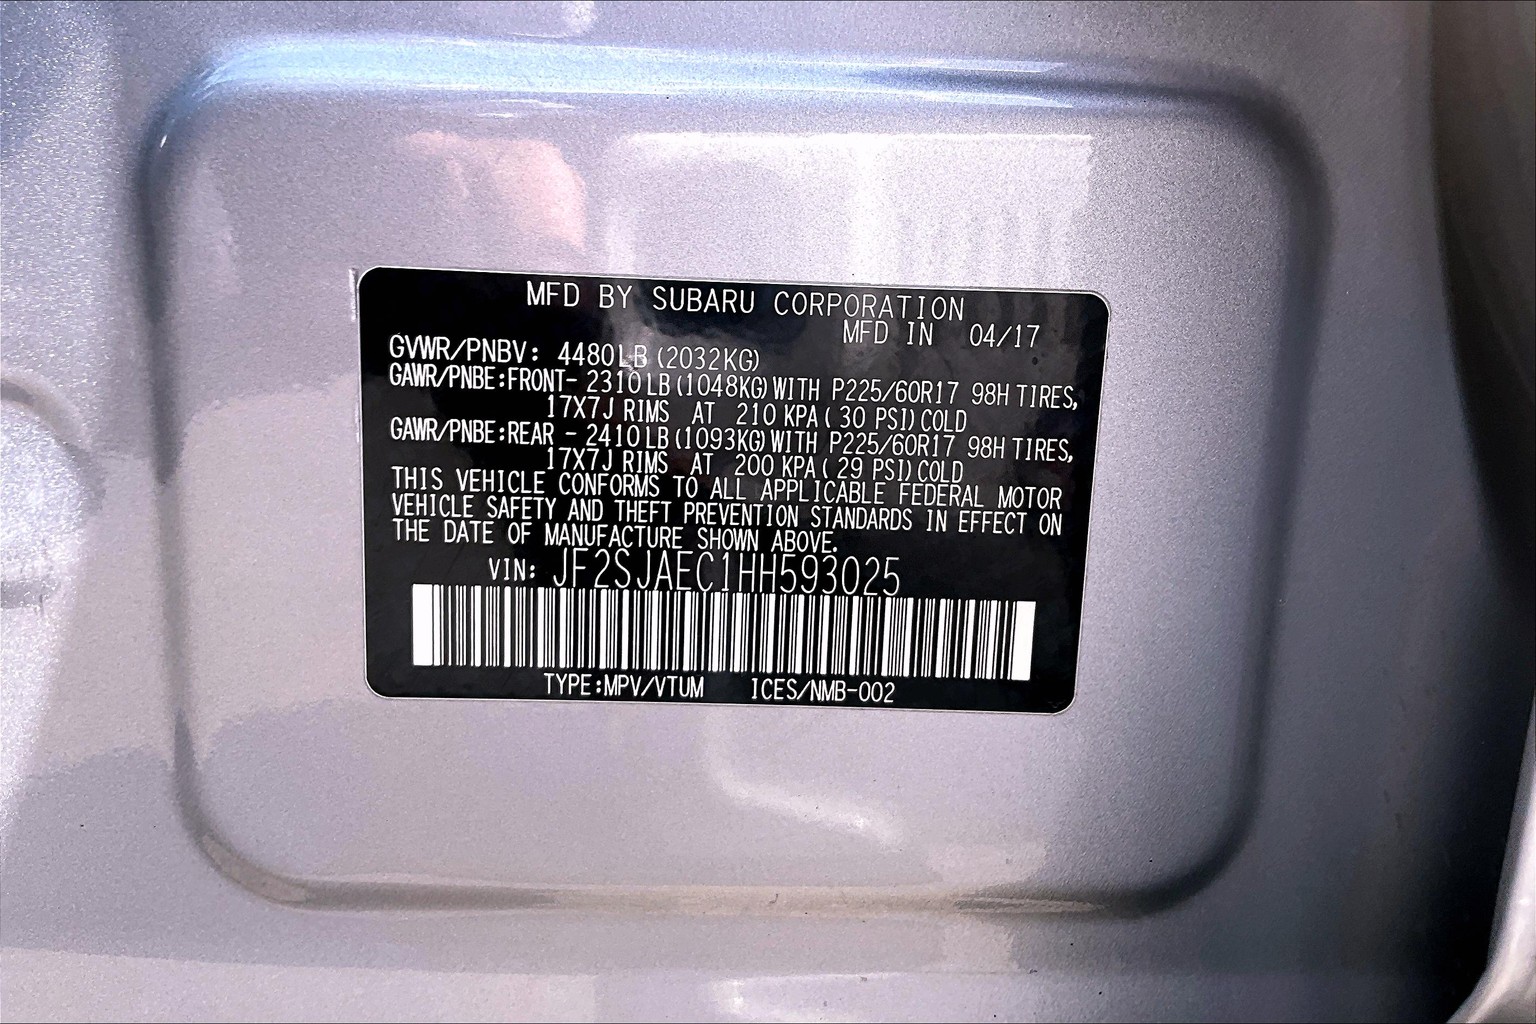 MFD BY SUBARU CORPORATION
MFD IN 04/17
GVWR/PNBV: 4480LB (2032KG)
GAWR/PNBE:FRONT- 2310LB (1048KG) WITH P225/60R17 98H TIRES,
17X7J RIMS AT 210 KPA ( 30 PSI) COLD
GAWR/PNBE:REAR - 2410LB (1093KG) WITH P225/60R17 98H TIRES,
17X7J RIMS AT 200 KPA ( 29 PSI) COLD
THIS VEHICLE CONFORMS TO ALL APPLICABLE FEDERAL MOTOR
VEHICLE SAFETY AND THEFT PREVENTION STANDARDS IN EFFECT ON
THE DATE OF MANUFACTURE SHOWN ABOVE.
VIN: JF2SJAEC1HH593025
TYPE:MPV/VTUM ICES/NMB-002